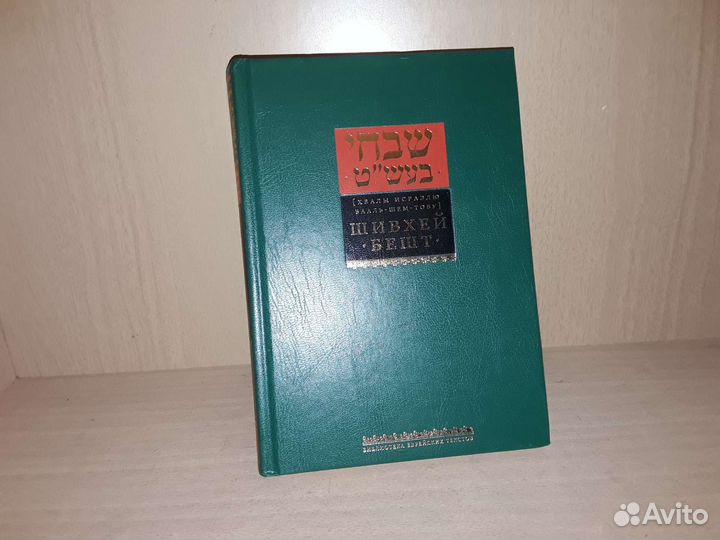 שבחי
·בעש"ט·
[ХВАЛЫ ИСРАЭЛЮ
БААЛЬ-ШЕМ-ТОВУ]
ШИВХЕЙ
·БЕШТ·
БИБЛИОТЕКА ЕВРЕЙСКИХ ТЕКСТОВ
Avito